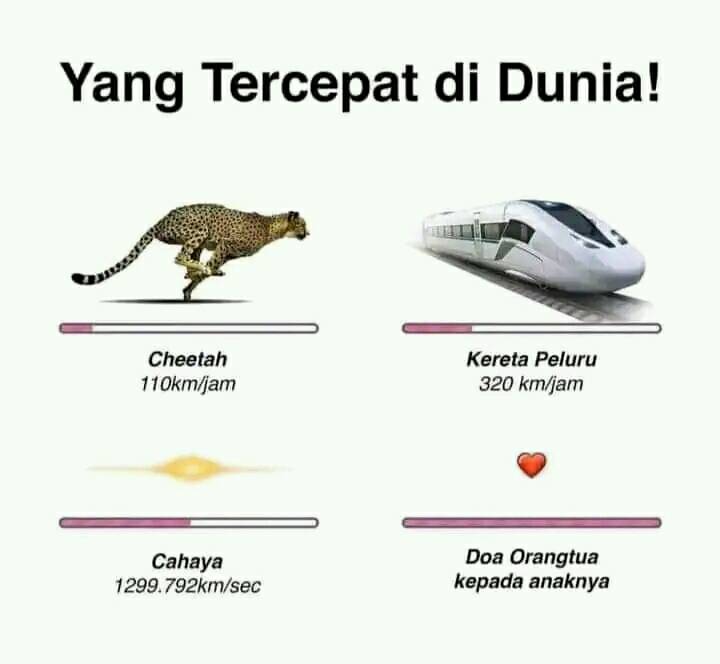 Yang Tercepat di Dunia!
Cheetah
110km/jam
Kereta Peluru
320 km/jam
Cahaya
1299.792km/sec
Doa Orangtua
kepada anaknya